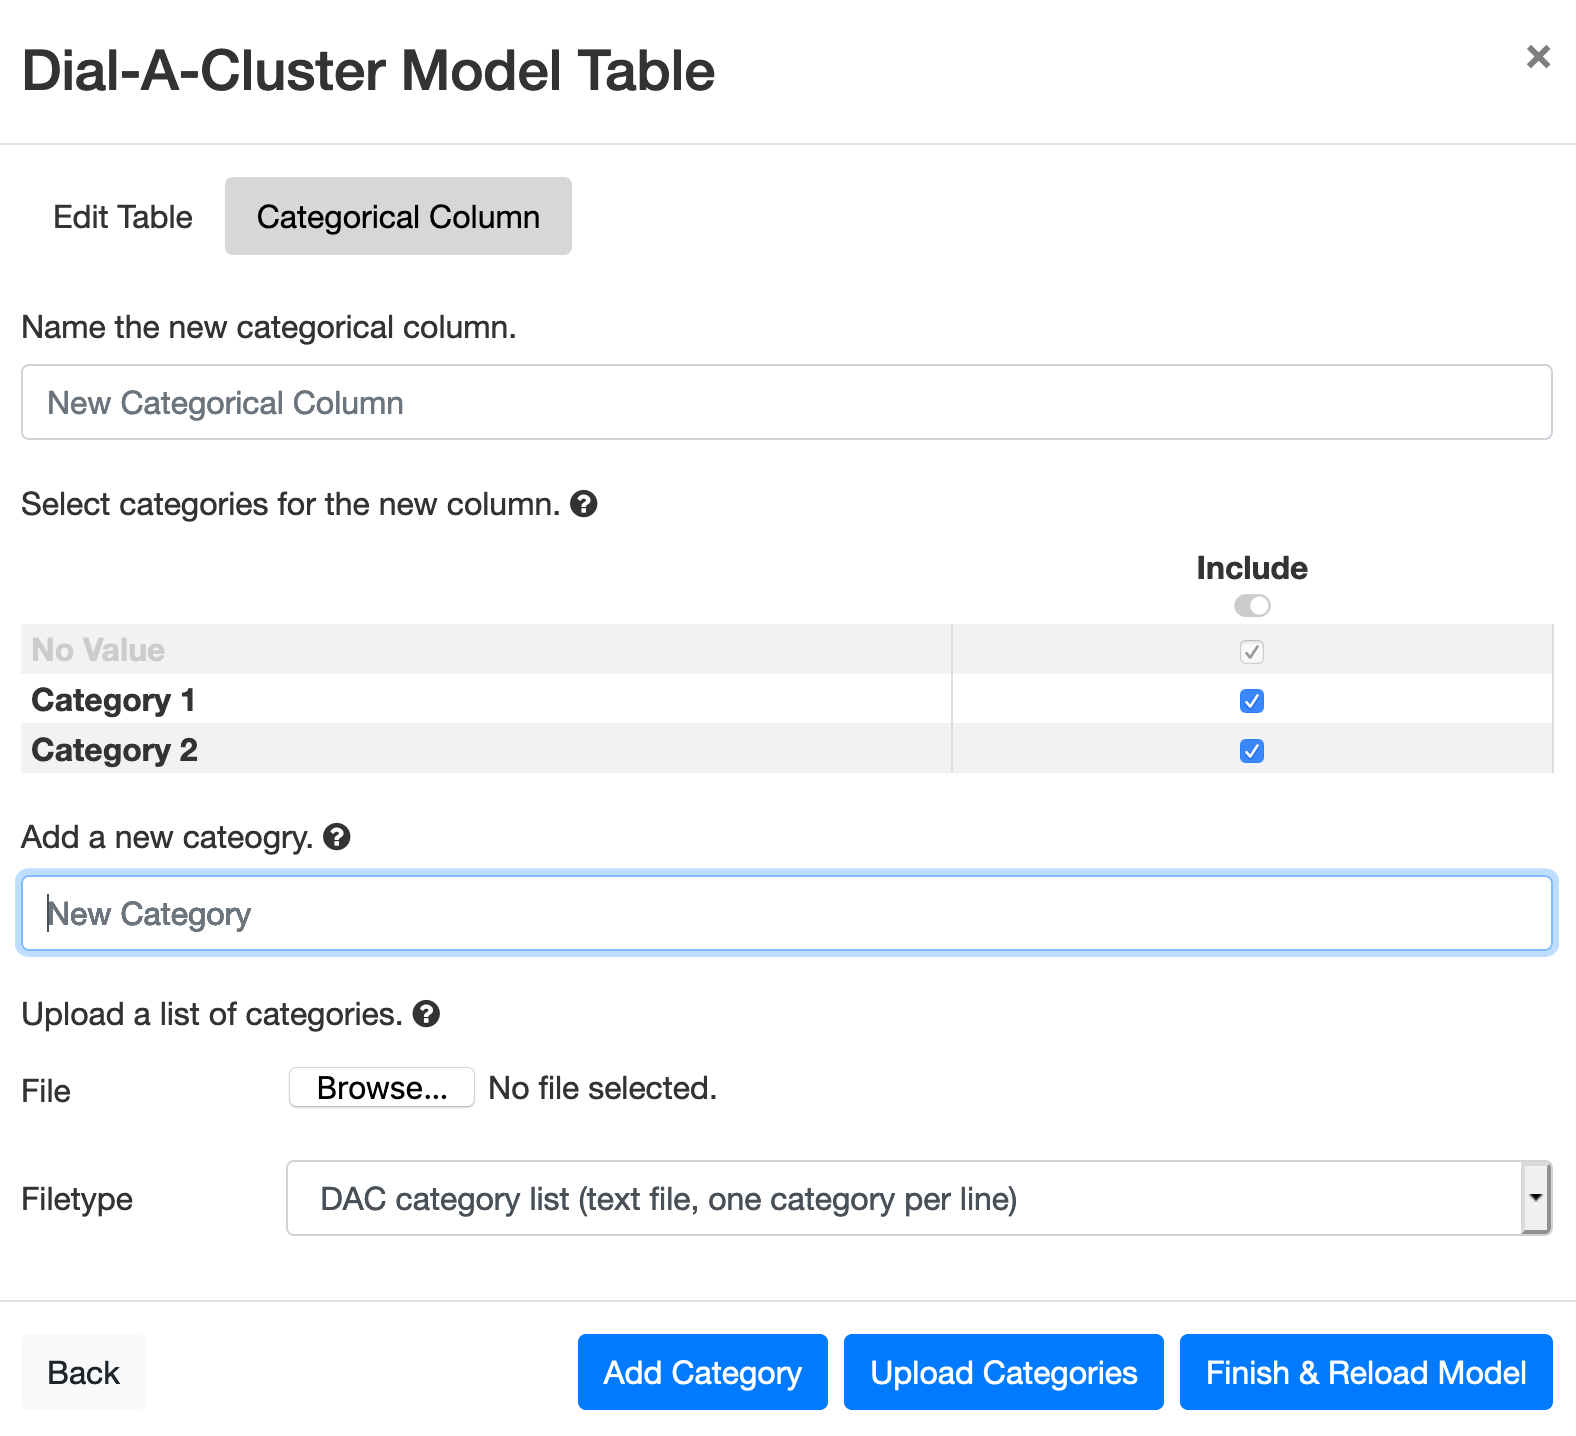 Dial-A-Cluster Model Table
×
Edit Table Categorical Column
Name the new categorical column.
New Categorical Column
Select categories for the new column. ?
Include
No Value
Category 1
Category 2
Add a new cateogry. ?
New Category
Upload a list of categories. ?
File Browse... No file selected.
Filetype DAC category list (text file, one category per line)
Back Add Category Upload Categories Finish & Reload Model